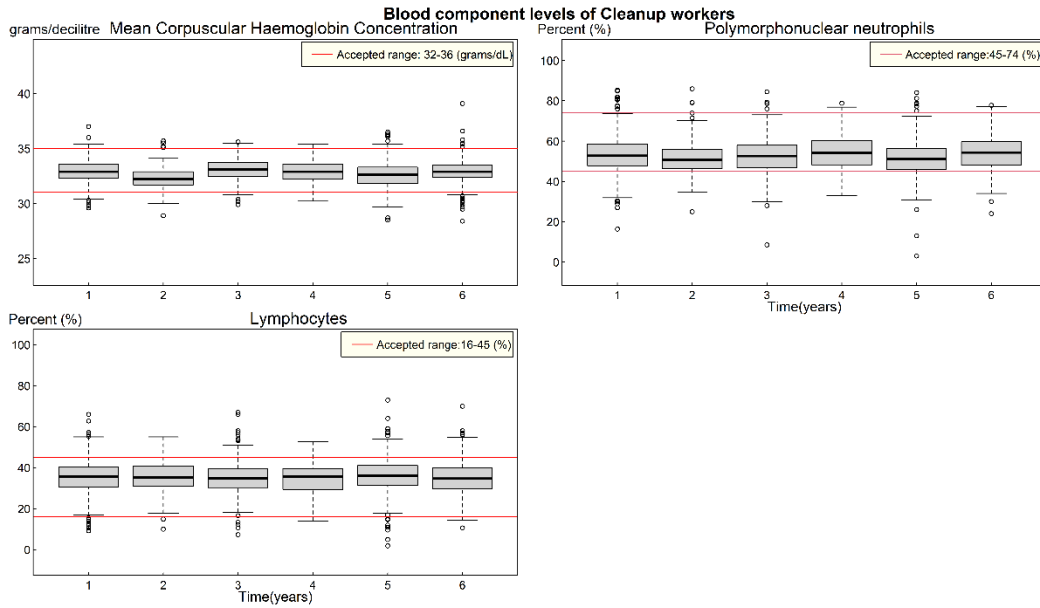 Blood component levels of Cleanup workers
grams/decilitre Mean Corpuscular Haemoglobin Concentration
Accepted range: 32-36 (grams/dL)
40
35
30
25
1 2 3 4 5 6
Percent (%) Polymorphonuclear neutrophils
Accepted range:45-74 (%)
100
80
60
40
20
0
1 2 3 4 5 6
Time(years)
Percent (%) Lymphocytes
Accepted range:16-45 (%)
100
80
60
40
20
0
1 2 3 4 5 6
Time(years)